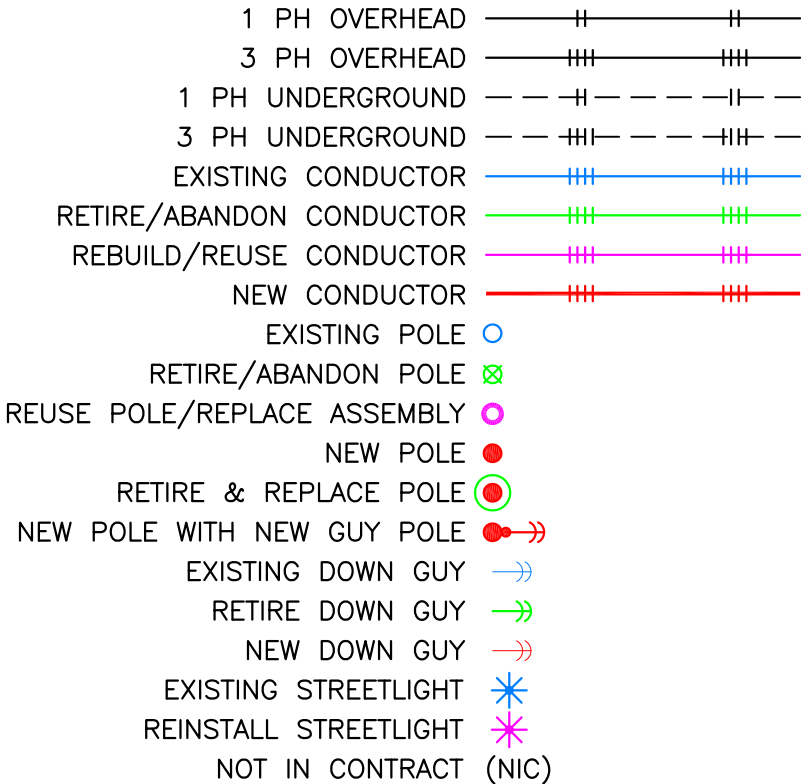 1 PH OVERHEAD
3 PH OVERHEAD
1 PH UNDERGROUND
3 PH UNDERGROUND
EXISTING CONDUCTOR
RETIRE/ABANDON CONDUCTOR
REBUILD/REUSE CONDUCTOR
NEW CONDUCTOR
EXISTING POLE
RETIRE/ABANDON POLE
REUSE POLE/REPLACE ASSEMBLY
NEW POLE
RETIRE & REPLACE POLE
NEW POLE WITH NEW GUY POLE
EXISTING DOWN GUY
RETIRE DOWN GUY
NEW DOWN GUY
EXISTING STREETLIGHT
REINSTALL STREETLIGHT
NOT IN CONTRACT (NIC)